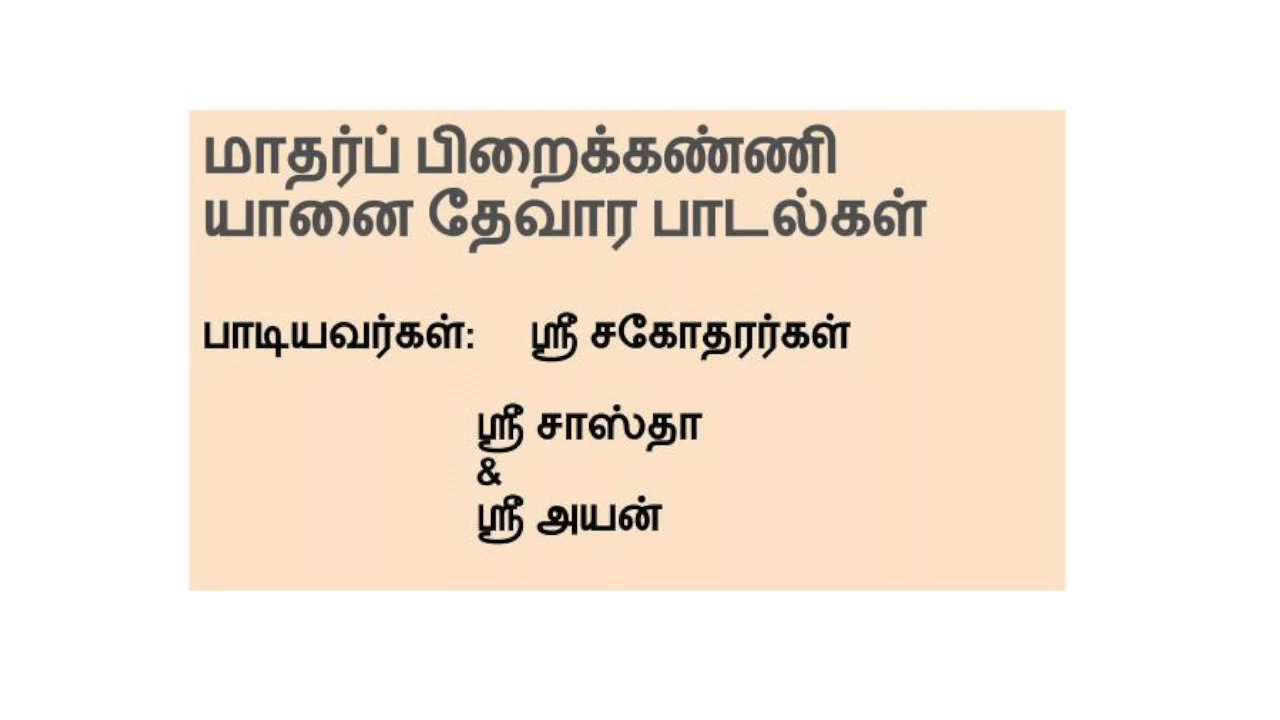 மாதர்ப் பிறைக்கண்ணி
யானை தேவார பாடல்கள்
பாடியவர்கள்: ஸ்ரீ சகோதரர்கள்
ஸ்ரீ சாஸ்தா
&
ஸ்ரீ அயன்